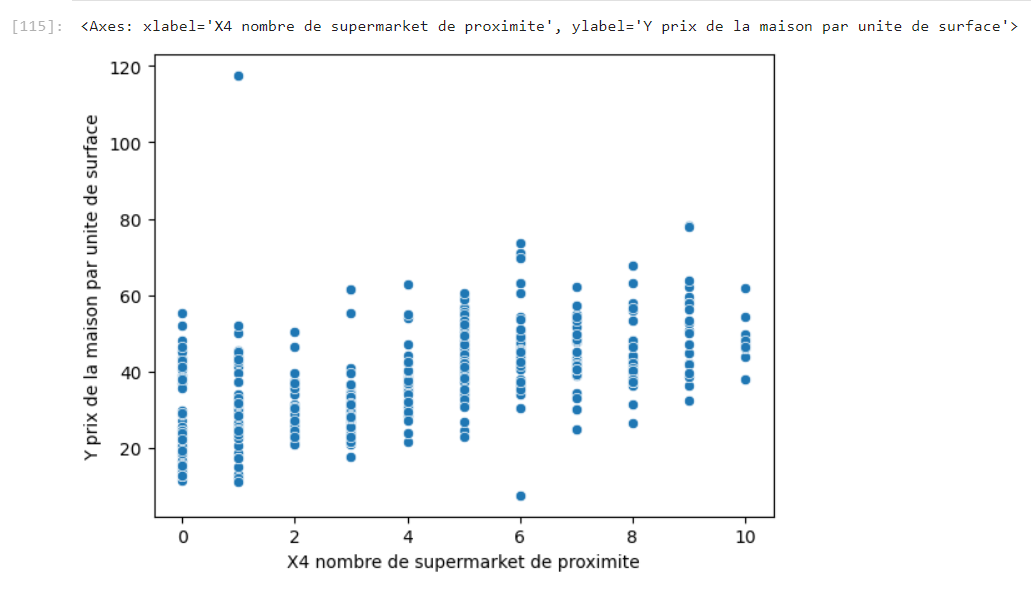 [115]: <Axes: xlabel='X4 nombre de supermarket de proximite', ylabel='Y prix de la maison par unite de surface'>
120
100
80
60
40
20
Y prix de la maison par unite de surface
0 2 4 6 8 10
X4 nombre de supermarket de proximite